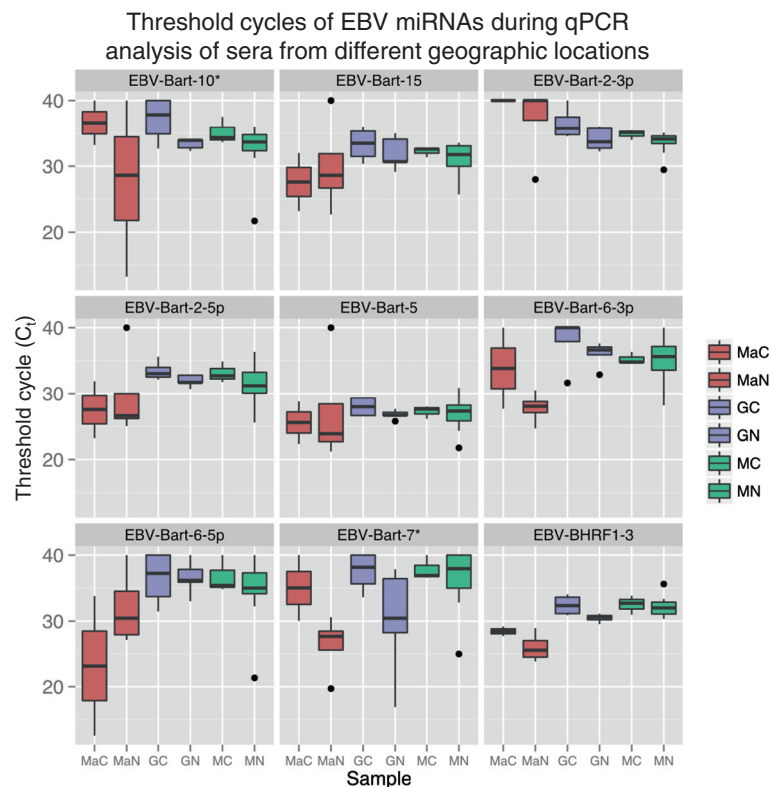 Threshold cycles of EBV miRNAs during qPCR
analysis of sera from different geographic locations
EBV-Bart-10*
EBV-Bart-15
EBV-Bart-2-3p
40
30
20
EBV-Bart-2-5p
EBV-Bart-5
EBV-Bart-6-3p
40
30
20
Threshold cycle (Ct)
MaC
MaN
GC
GN
MC
MN
EBV-Bart-6-5p
EBV-Bart-7*
EBV-BHRF1-3
40
30
20
MaC MaN GC GN MC MN
MaC MaN GC GN MC MN
MaC MaN GC GN MC MN
Sample